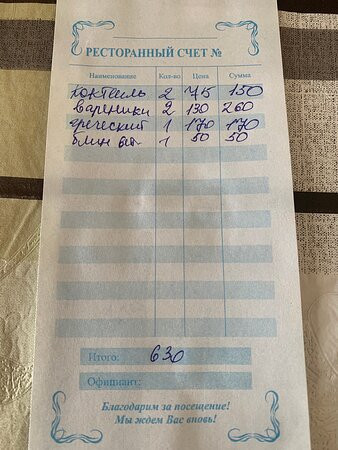 РЕСТОРАННЫЙ СЧЕТ №
Наименование Кол-во Цена Сумма
коктейль 2 75 150
вареники 2 130 260
греческий 1 170 170
блин 1 50 50
Итого: 630
Официант:
Благодарим за посещение!
Мы ждем Вас вновь!